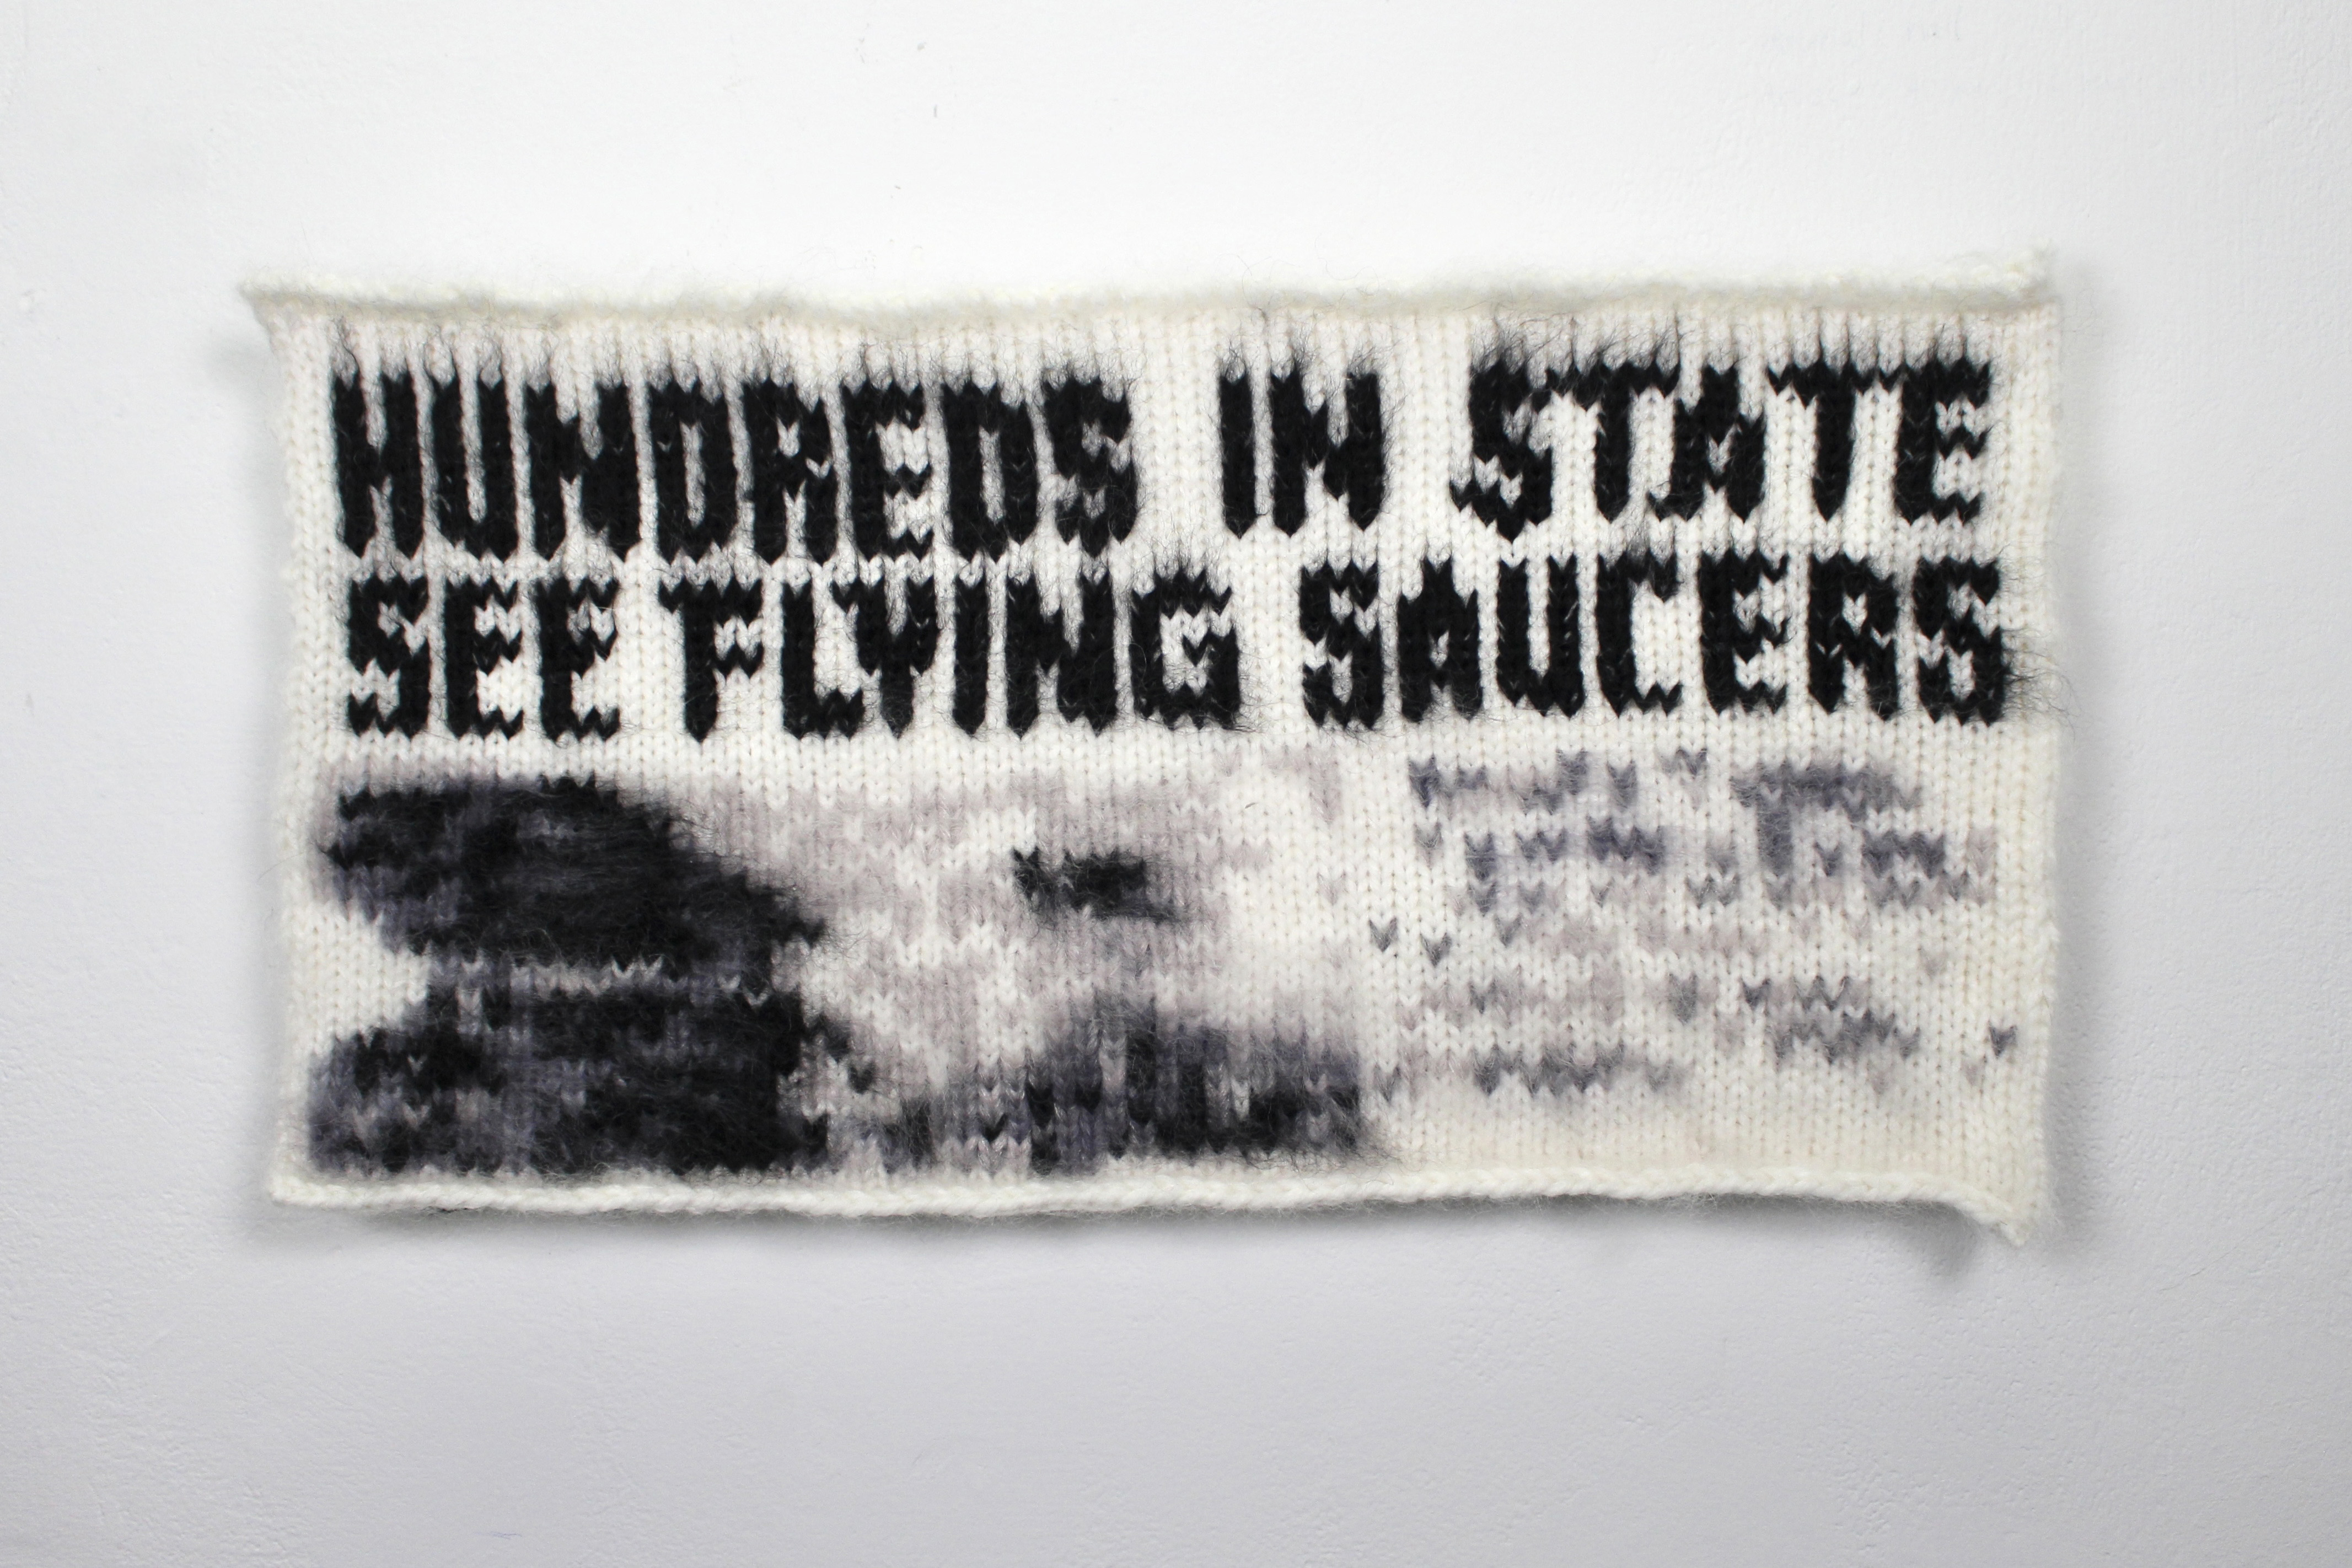 HUNDREDS IN STATE
SEE FLYING SAUCERS